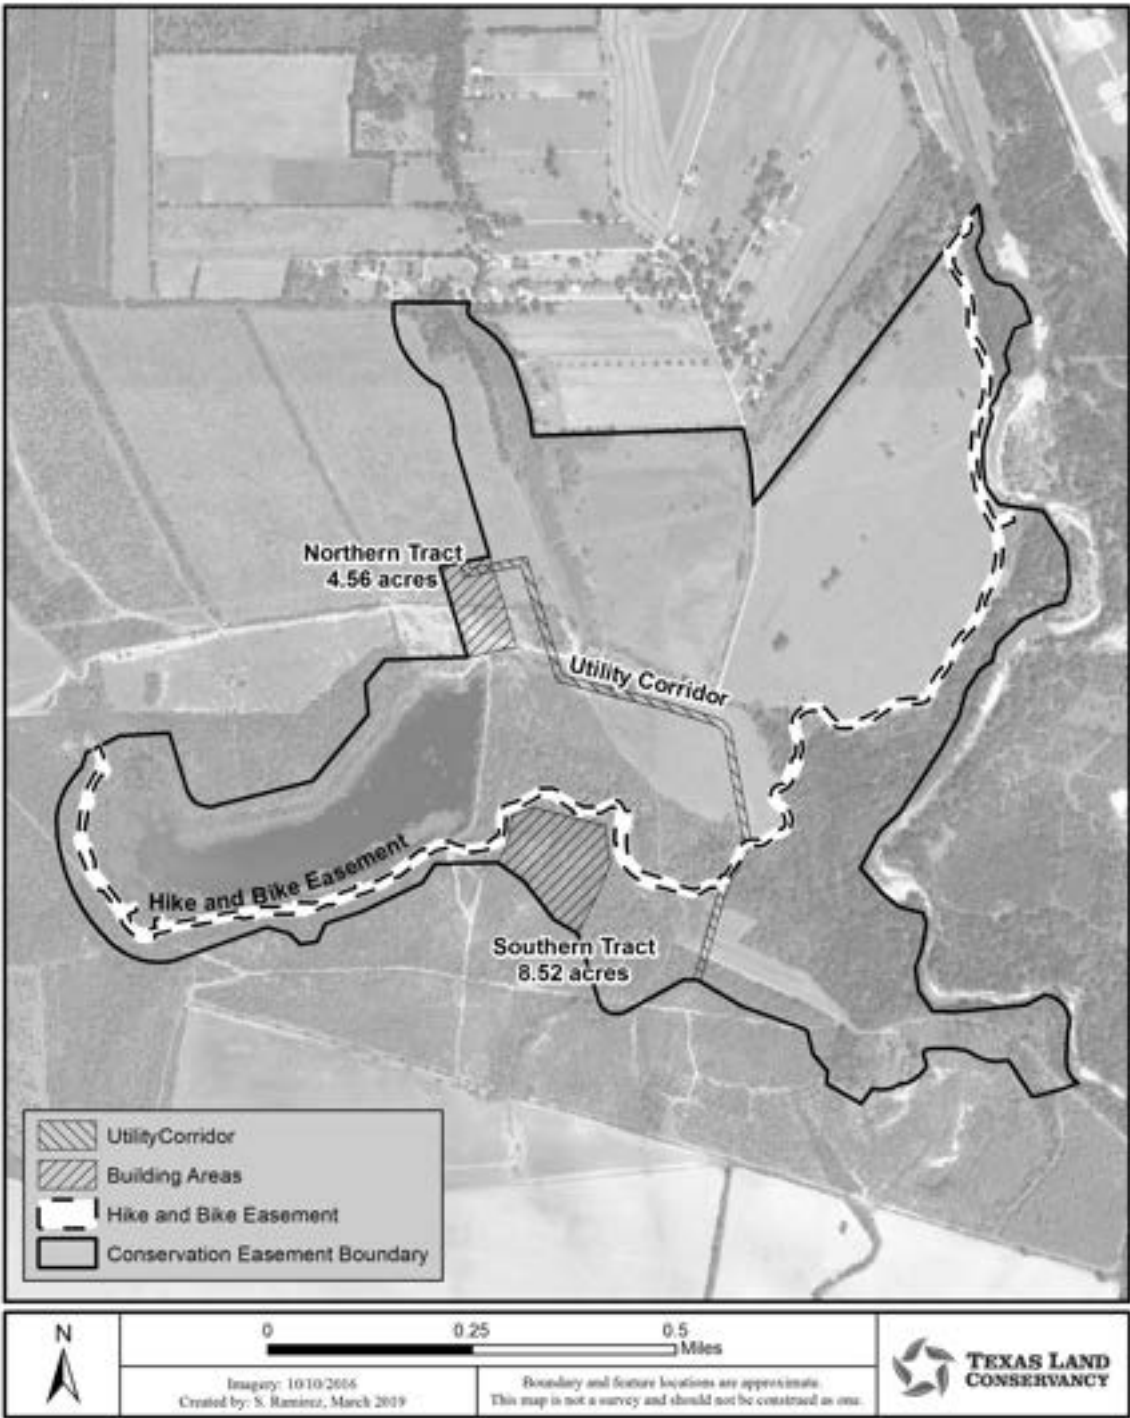 Northern Tract
4.56 acres
Utility Corridor
Hike and Bike Easement
Southern Tract
8.52 acres
UtilityCorridor
Building Areas
Hike and Bike Easement
Conservation Easement Boundary
N
0 0.25 0.5
Miles
Imagery: 10/10/2016
Created by: S. Ramirez, March 2019
Boundary and feature locations are approximate.
This map is not a survey and should not be construed as one.
TEXAS LAND
CONSERVANCY